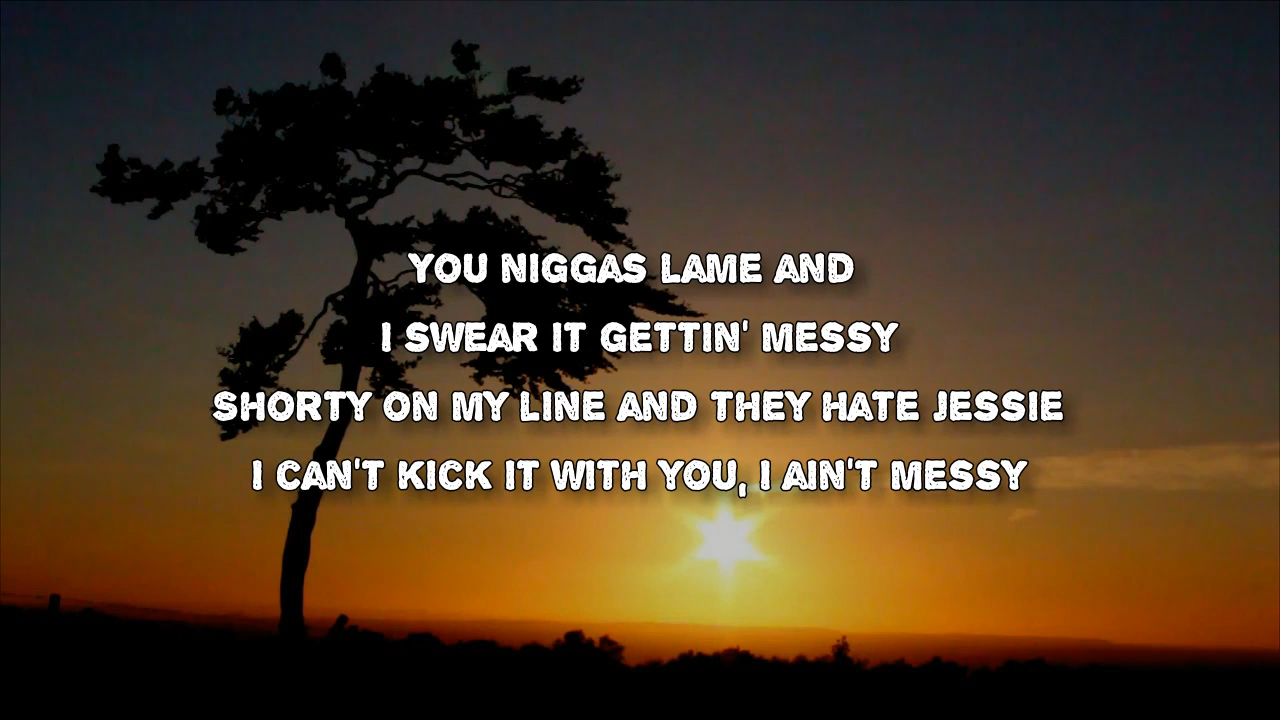 YOU NIGGAS LAME AND
I SWEAR IT GETTIN' MESSY
SHORTY ON MY LINE AND THEY HATE JESSIE
I CAN'T KICK IT WITH YOU, I AIN'T MESSY